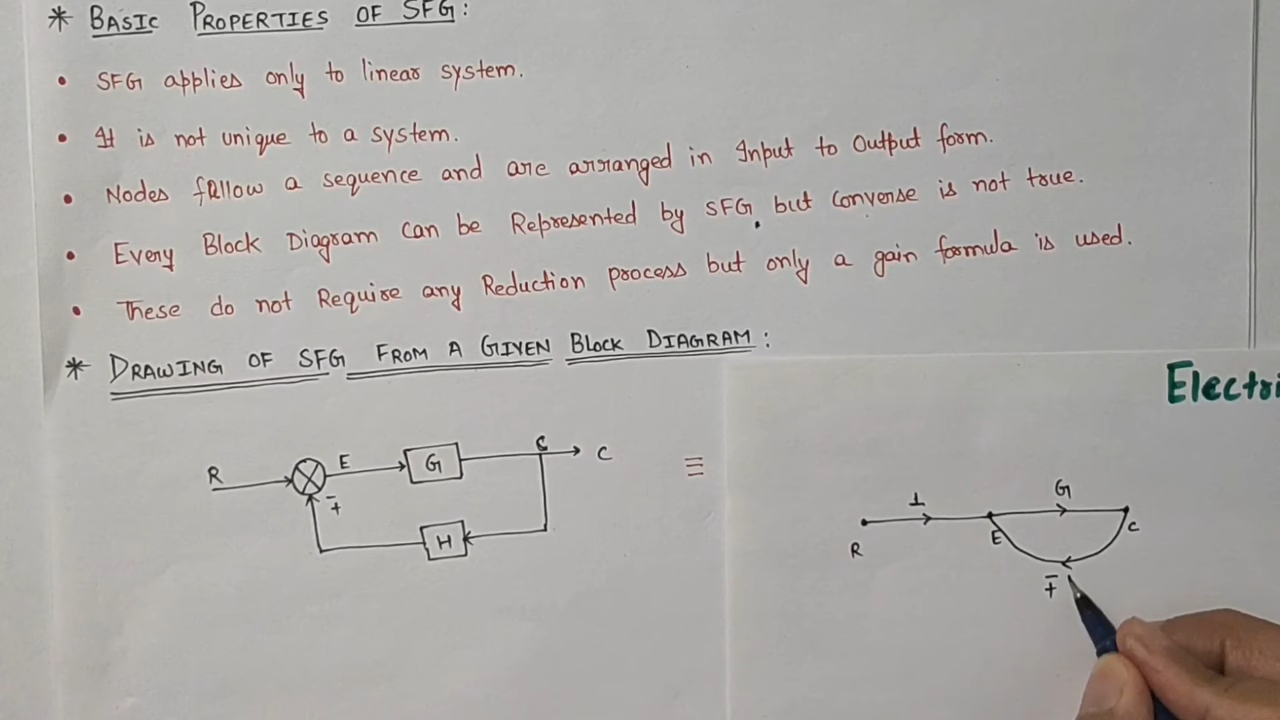 * BASIC PROPERTIES OF SFG:
• SFG applies only to linear system.
• It is not unique to a system.
• Nodes follow a sequence and are arranged in Input to Output form.
• Every Block Diagram can be Represented by SFG, but Converse is not true.
• These do not Require any Reduction process but only a gain formula is used.
* DRAWING OF SFG FROM A GIVEN BLOCK DIAGRAM:
Electri
R E G C C
∓
H
≡
R 1 E G C
∓